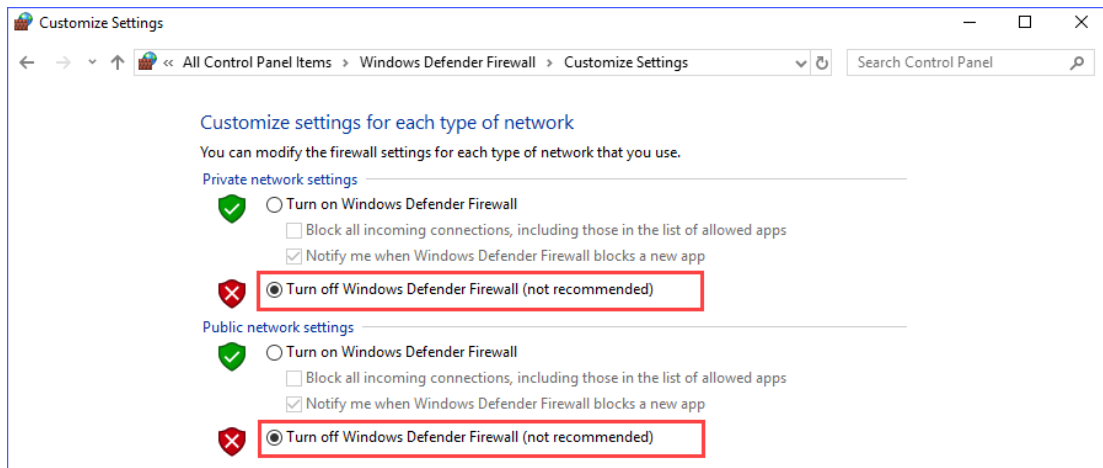 Customize Settings
« All Control Panel Items > Windows Defender Firewall > Customize Settings
Search Control Panel
Customize settings for each type of network
You can modify the firewall settings for each type of network that you use.
Private network settings
Turn on Windows Defender Firewall
Block all incoming connections, including those in the list of allowed apps
Notify me when Windows Defender Firewall blocks a new app
Turn off Windows Defender Firewall (not recommended)
Public network settings
Turn on Windows Defender Firewall
Block all incoming connections, including those in the list of allowed apps
Notify me when Windows Defender Firewall blocks a new app
Turn off Windows Defender Firewall (not recommended)